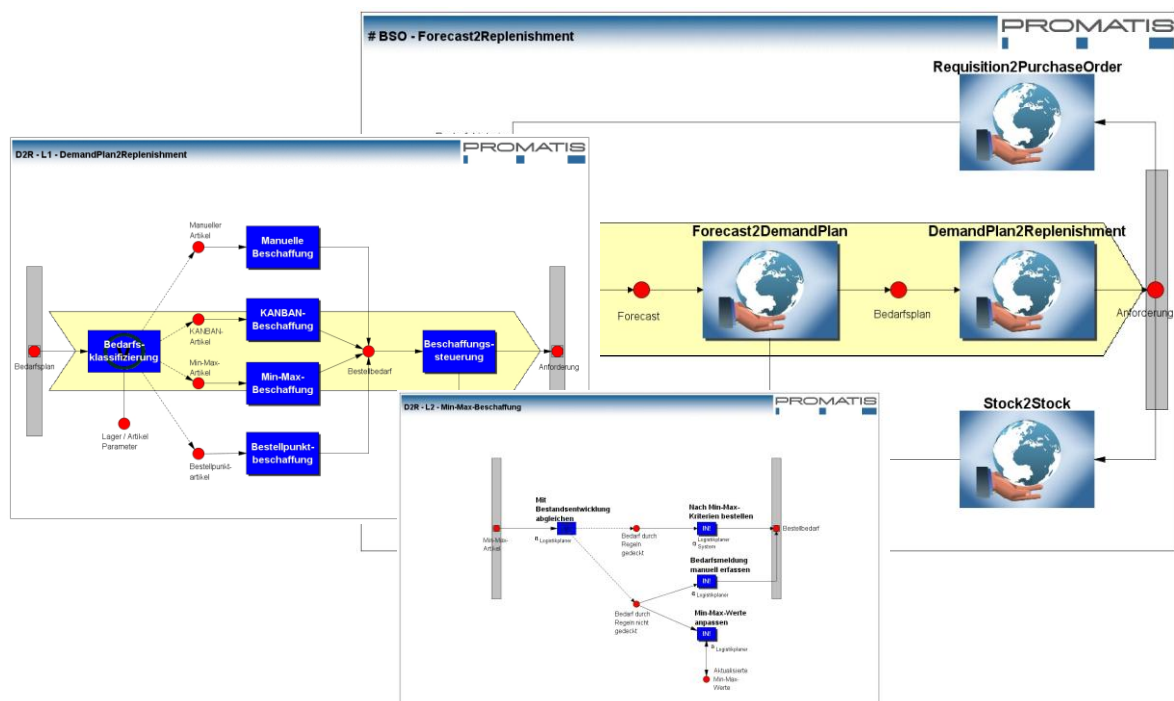 # BSO - Forecast2Replenishment
PROMATIS
Requisition2PurchaseOrder
Forecast2DemandPlan
DemandPlan2Replenishment
Forecast
Bedarfsplan
Anforderung
Stock2Stock
D2R - L1 - DemandPlan2Replenishment
PROMATIS
Manueller
Artikel
Manuelle
Beschaffung
KANBAN-
Artikel
KANBAN-
Beschaffung
Bedarfsplan
Bedarfs-
klassifizierung
Min-Max-
Artikel
Min-Max-
Beschaffung
Bestellbedarf
Beschaffungs-
steuerung
Anforderung
Lager / Artikel
Parameter
Bestellpunkt-
artikel
Bestellpunkt-
beschaffung
D2R - L2 - Min-Max-Beschaffung
PROMATIS
Min-Max-
Artikel
Mit
Bestandsentwicklung
abgleichen
Logistikplaner
Bedarf durch
Regeln
gedeckt
Nach Min-Max-
Kriterien bestellen
IN!
Logistikplaner
System
Bestellbedarf
Bedarfsmeldung
manuell erfassen
IN!
Logistikplaner
Bedarf durch
Regeln nicht
gedeckt
Min-Max-Werte
anpassen
IN!
Logistikplaner
Aktualisierte
Min-Max-
Werte